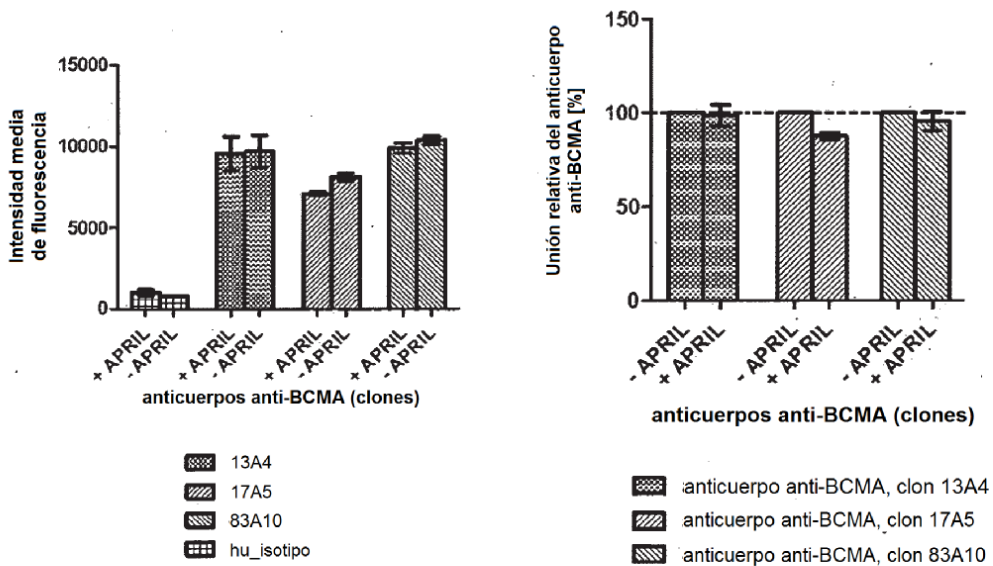 15000
10000
5000
0
Intensidad media
de fluorescencia
+ APRIL
- APRIL
+ APRIL
- APRIL
+ APRIL
- APRIL
+ APRIL
- APRIL
anticuerpos anti-BCMA (clones)
13A4
17A5
83A10
hu_isotipo
150
100
50
0
Unión relativa del anticuerpo
anti-BCMA [%]
- APRIL
+ APRIL
- APRIL
+ APRIL
- APRIL
+ APRIL
anticuerpos anti-BCMA (clones)
anticuerpo anti-BCMA, clon 13A4
anticuerpo anti-BCMA, clon 17A5
anticuerpo anti-BCMA, clon 83A10